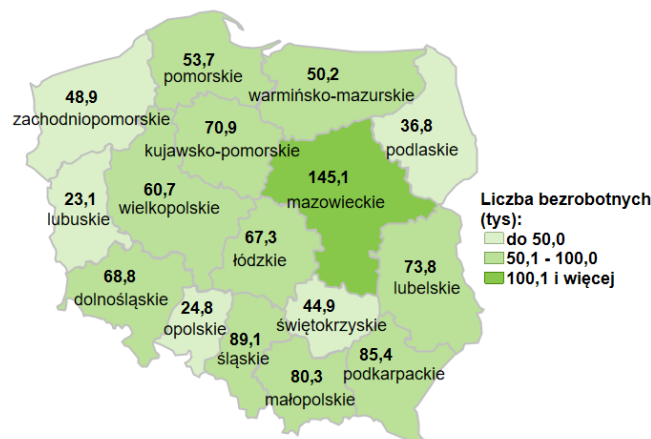 53,7
pomorskie
50,2
warmińsko-mazurskie
48,9
zachodniopomorskie
70,9
kujawsko-pomorskie
36,8
podlaskie
145,1
mazowieckie
23,1
lubuskie
60,7
wielkopolskie
67,3
łódzkie
73,8
lubelskie
68,8
dolnośląskie
24,8
opolskie
44,9
świętokrzyskie
89,1
śląskie
80,3
małopolskie
85,4
podkarpackie
Liczba bezrobotnych
(tys):
do 50,0
50,1 - 100,0
100,1 i więcej